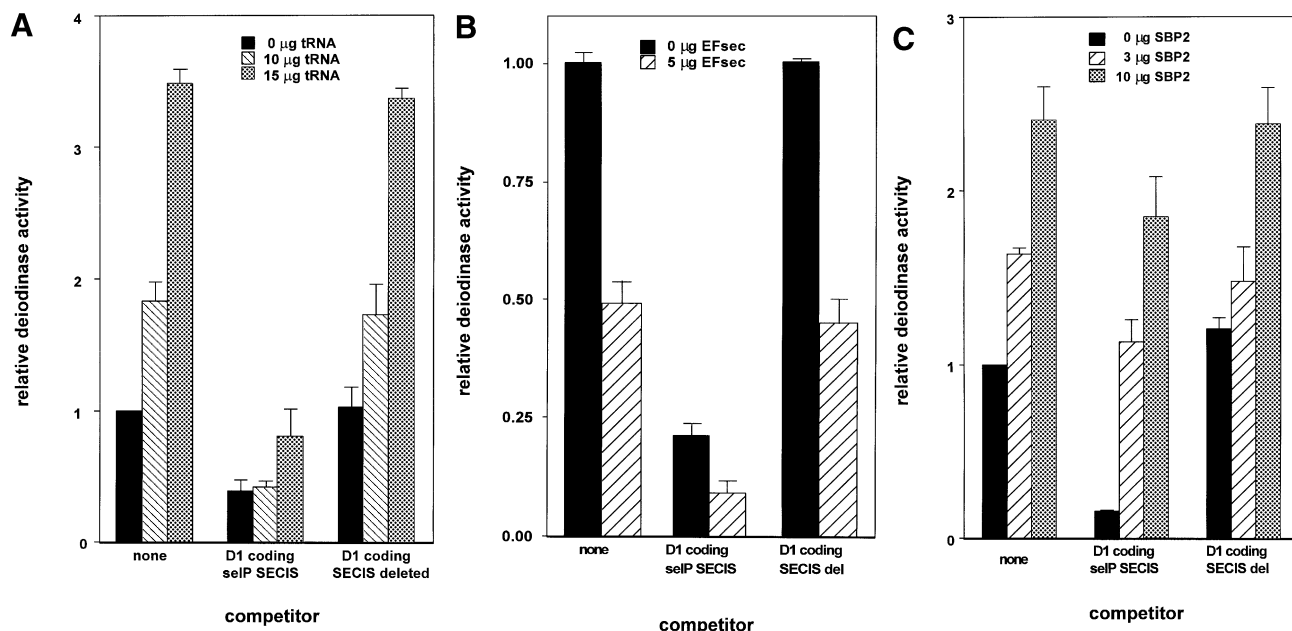 A
4
3
2
1
0
relative deiodinase activity
0 µg tRNA
10 µg tRNA
15 µg tRNA
none
D1 coding
selP SECIS
D1 coding
SECIS deleted
competitor
B
1.00
0.75
0.50
0.25
0.00
relative deiodinase activity
0 µg EFsec
5 µg EFsec
none
D1 coding
selP SECIS
D1 coding
SECIS del
competitor
C
3
2
1
0
relative deiodinase activity
0 µg SBP2
3 µg SBP2
10 µg SBP2
none
D1 coding
selP SECIS
D1 coding
SECIS del
competitor